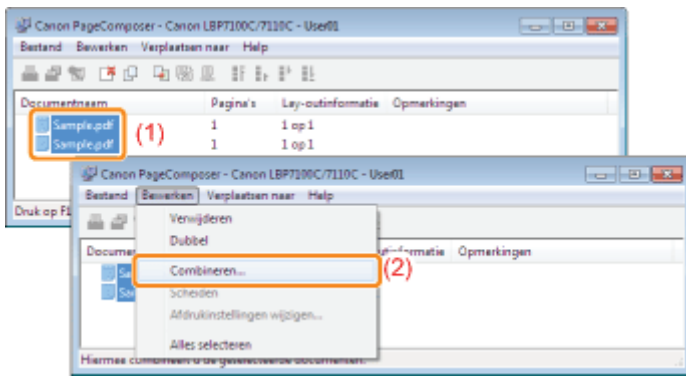 Canon PageComposer - Canon LBP7100C/7110C - User01
Bestand Bewerken Verplaatsen naar Help
Documentnaam Pagina's Lay-outinformatie Opmerkingen
Sample.pdf 1 1 op 1
(1)
Sample.pdf 1 1 op 1
Canon PageComposer - Canon LBP7100C/7110C - User01
Bestand Bewerken Verplaatsen naar Help
Druk op F1
Verwijderen
Dubbel
Opmerkingen
Combineren...
(2)
Scheiden
Afdrukinstellingen wijzigen...
Alles selecteren
Hiermee combineert u de geselecteerde documenten.